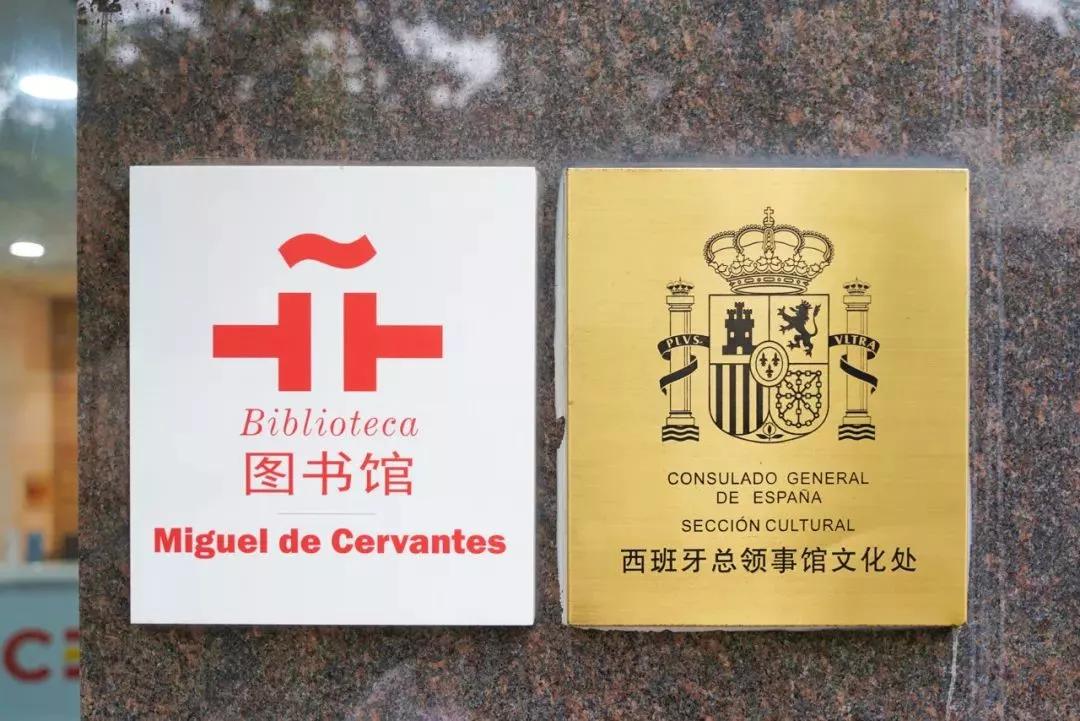 Biblioteca
图书馆
Miguel de Cervantes
PLVS
VLTRA
CONSULADO GENERAL
DE ESPAÑA
SECCIÓN CULTURAL
西班牙总领事馆文化处